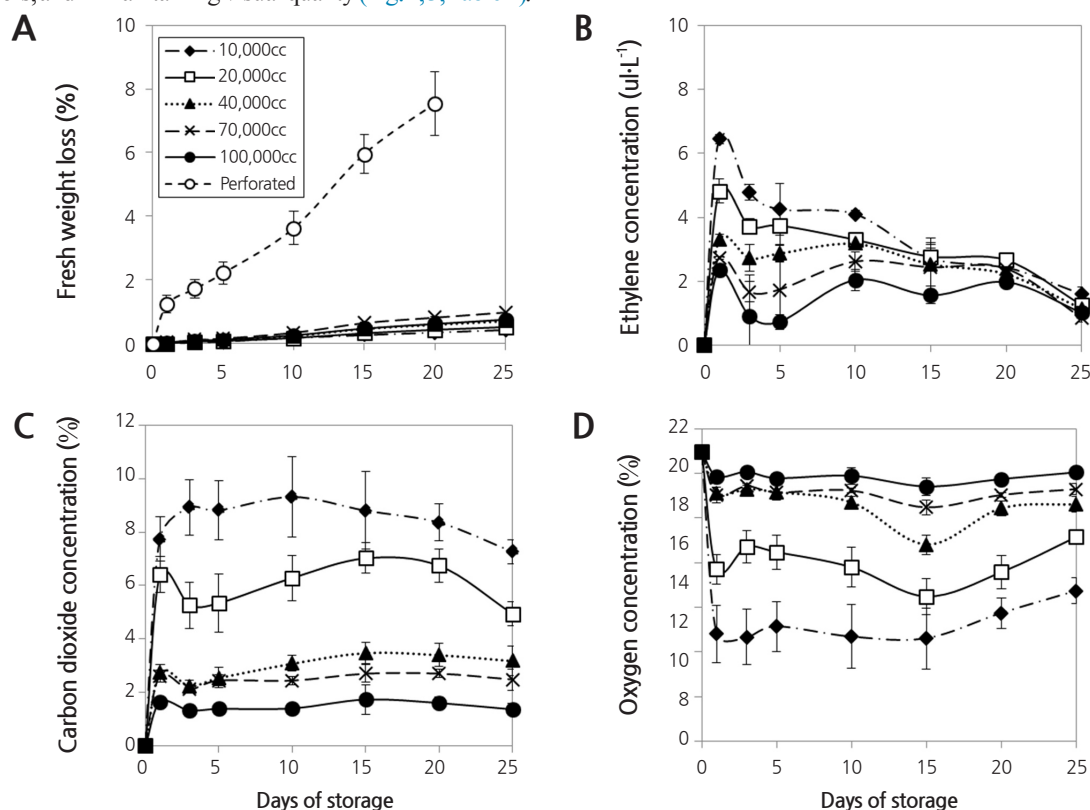 visual quality
A
Fresh weight loss (%)
10
8
6
4
2
0
10,000cc
20,000cc
40,000cc
70,000cc
100,000cc
Perforated
0 5 10 15 20 25
B
Ethylene concentration (ul·L⁻¹)
10
8
6
4
2
0
0 5 10 15 20 25
C
Carbon dioxide concentration (%)
12
10
8
6
4
2
0
0 5 10 15 20 25
Days of storage
D
Oxygen concentration (%)
22
20
18
16
14
12
10
8
0
0 5 10 15 20 25
Days of storage